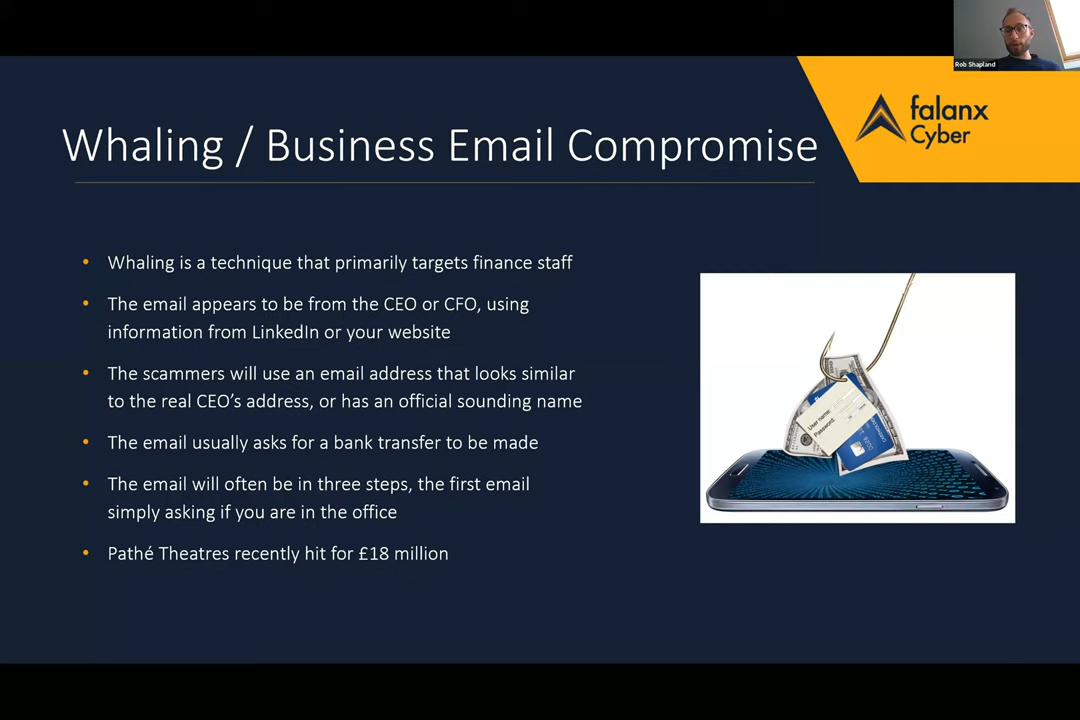 Rob Shapland
falanx
Cyber
Whaling / Business Email Compromise
• Whaling is a technique that primarily targets finance staff
• The email appears to be from the CEO or CFO, using
information from LinkedIn or your website
• The scammers will use an email address that looks similar
to the real CEO’s address, or has an official sounding name
• The email usually asks for a bank transfer to be made
• The email will often be in three steps, the first email
simply asking if you are in the office
• Pathé Theatres recently hit for £18 million
User name:
Password: